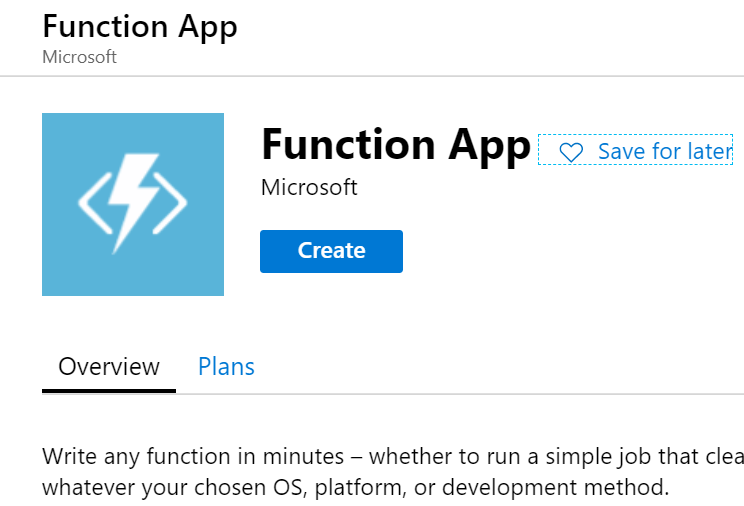 Function App
Microsoft
Function App
Save for later
Microsoft
Create
Overview Plans
Write any function in minutes – whether to run a simple job that
whatever your chosen OS, platform, or development method.